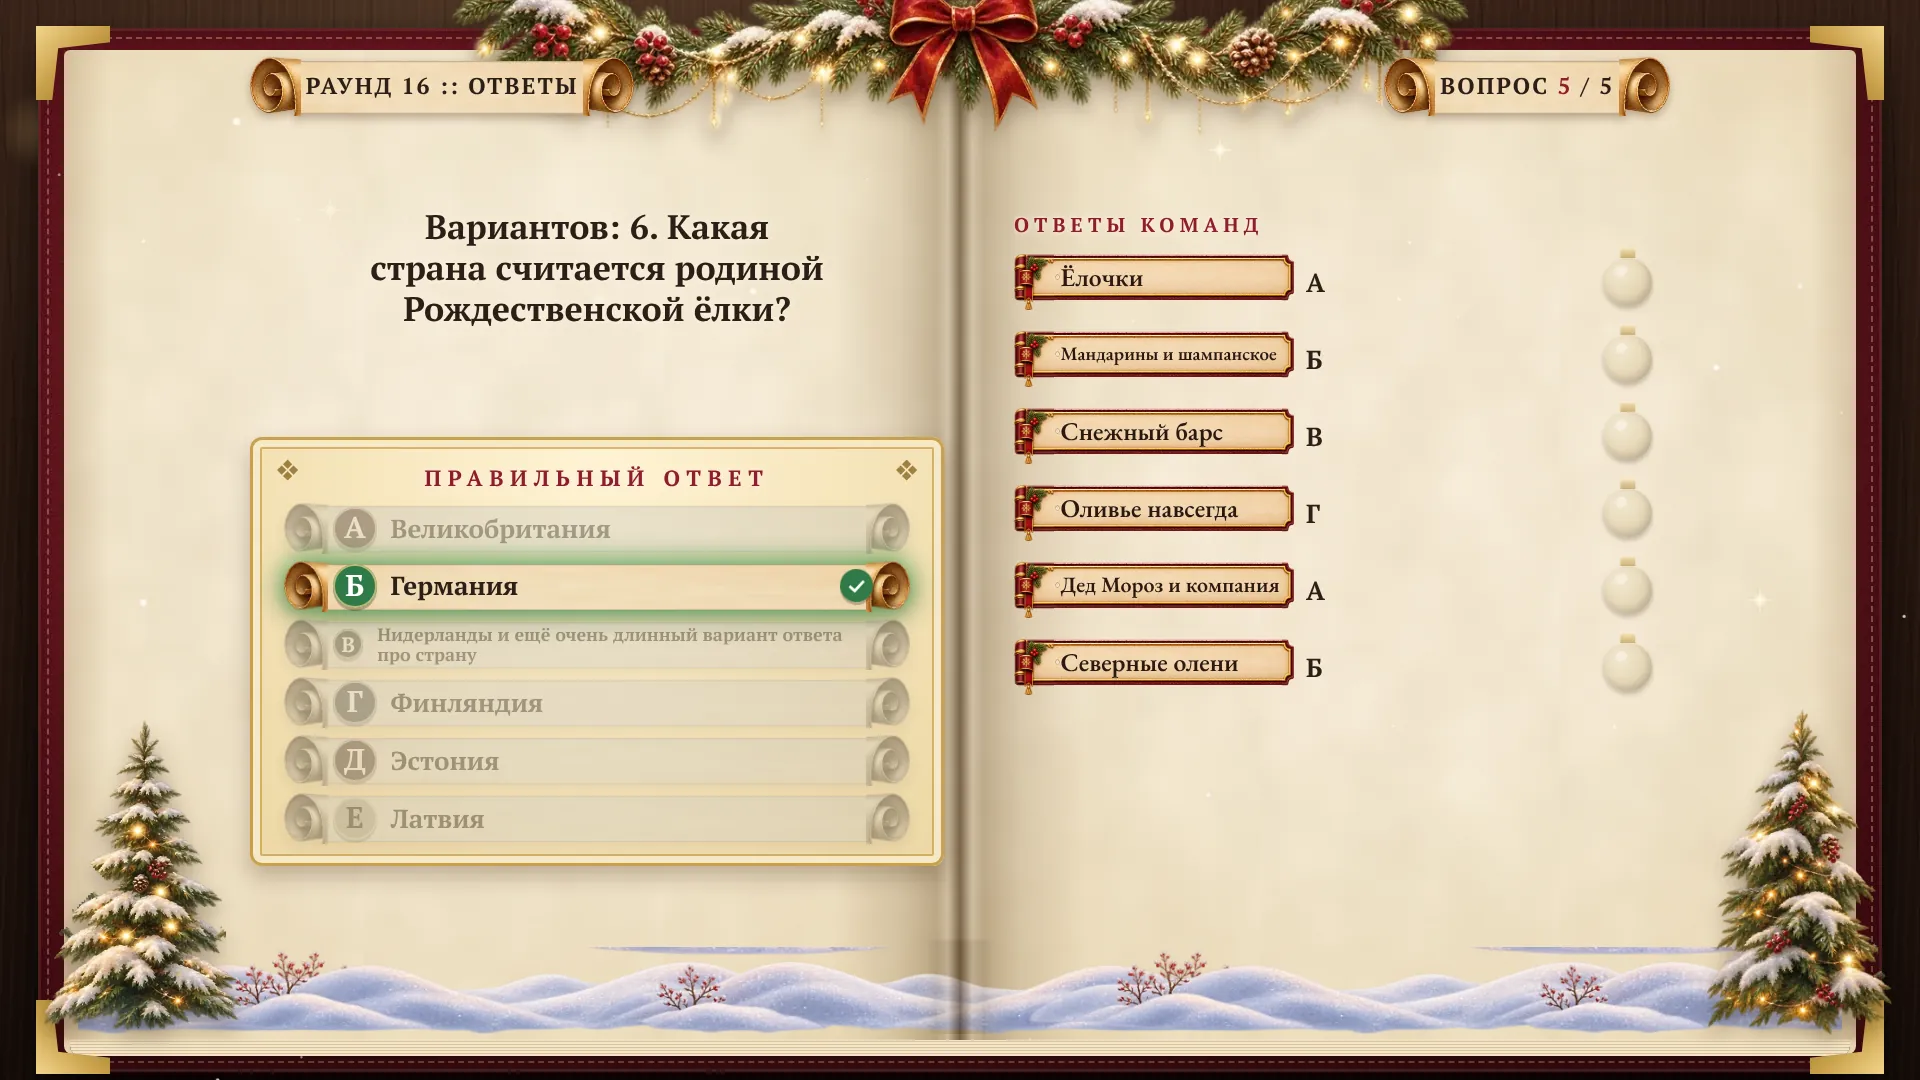 РАУНД 16 :: ОТВЕТЫ
ВОПРОС 5 / 5
Вариантов: 6. Какая
страна считается родиной
Рождественской ёлки?
ПРАВИЛЬНЫЙ ОТВЕТ
А Великобритания
Б Германия
В Нидерланды и ещё очень длинный вариант ответа
про страну
Г Финляндия
Д Эстония
Е Латвия
ОТВЕТЫ КОМАНД
Ёлочки А
Мандарины и шампанское Б
Снежный барс В
Оливье навсегда Г
Дед Мороз и компания А
Северные олени Б